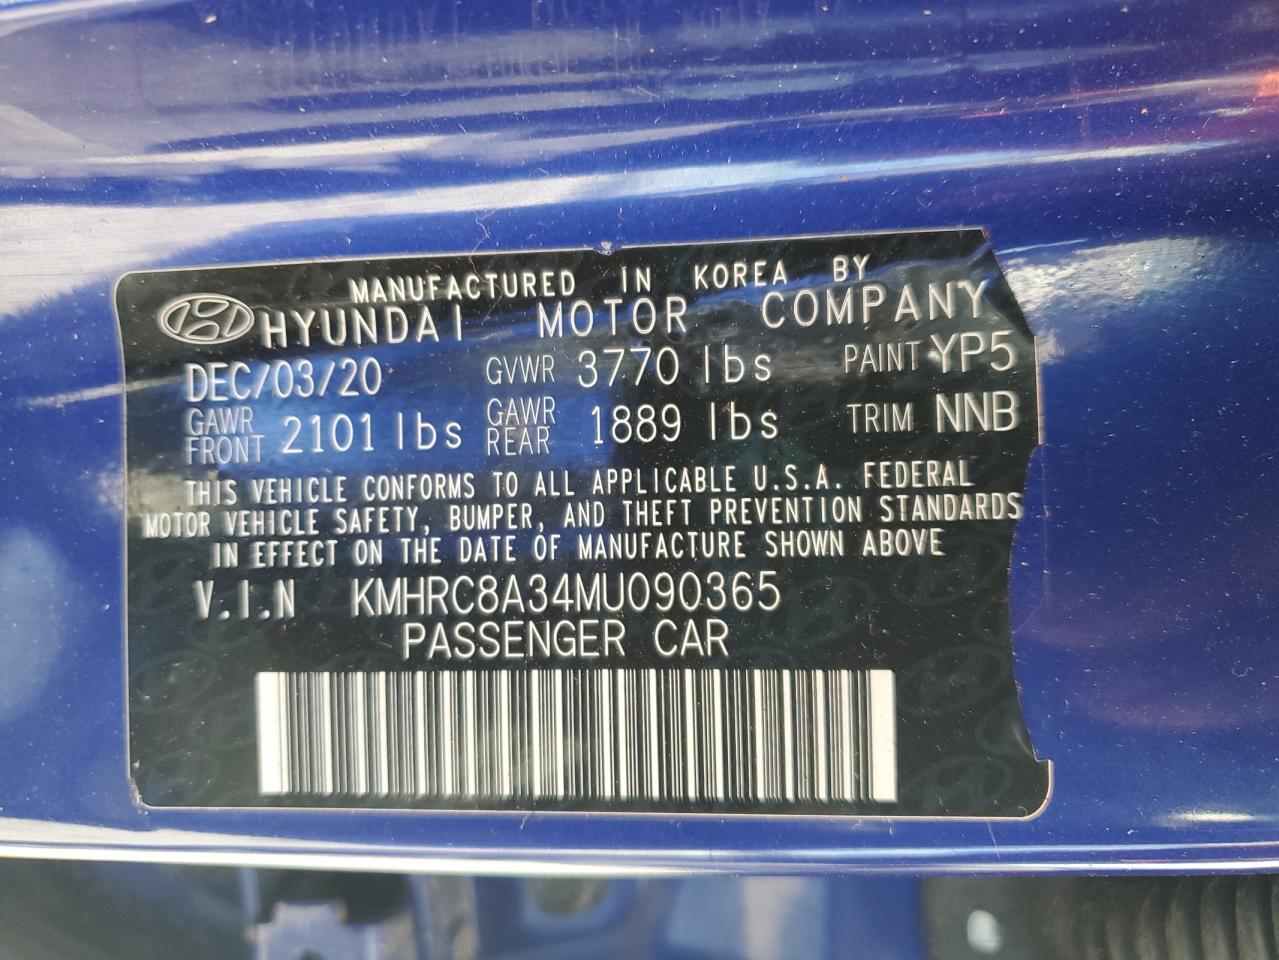 MANUFACTURED IN KOREA BY
HYUNDAI MOTOR COMPANY
DEC/03/20 GVWR 3770 lbs PAINT YP5
GAWR FRONT 2101 lbs GAWR REAR 1889 lbs TRIM NNB
THIS VEHICLE CONFORMS TO ALL APPLICABLE U.S.A. FEDERAL
MOTOR VEHICLE SAFETY, BUMPER, AND THEFT PREVENTION STANDARDS
IN EFFECT ON THE DATE OF MANUFACTURE SHOWN ABOVE
V.I.N KMHRC8A34MU090365
PASSENGER CAR